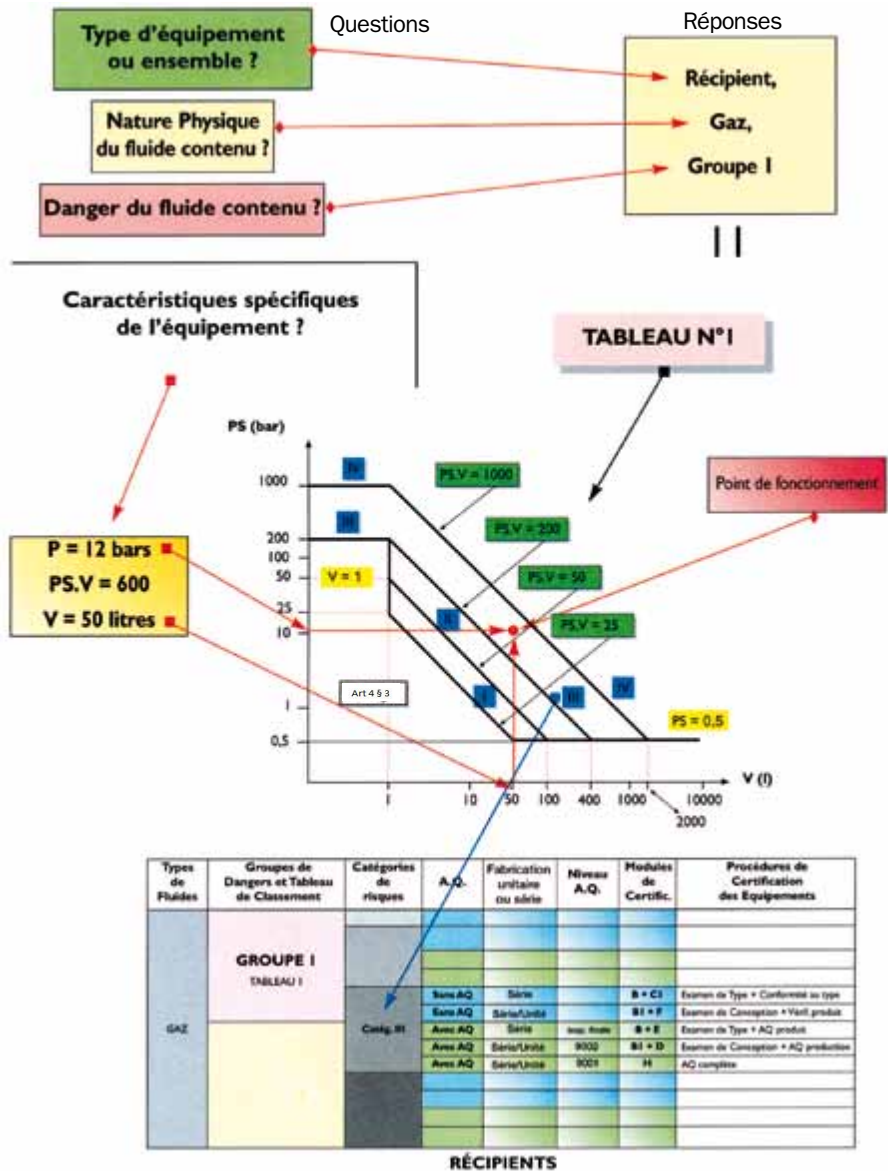 Questions
Réponses
Type d'équipement
ou ensemble ?
Nature Physique
du fluide contenu ?
Danger du fluide contenu ?
Récipient,
Gaz,
Groupe 1
Caractéristiques spécifiques
de l'équipement ?
TABLEAU N°1
P = 12 bars
PS.V = 600
V = 50 litres
Point de fonctionnement
PS (bar)
1000
200
100
50
25
10
1
0,5
IV
III
PS.V = 1000
PS.V = 200
PS.V = 50
PS.V = 25
V = 1
II
Art 4 § 3
I
III
IV
PS = 0,5
V (l)
1
10
50
100
400
1000
10000
2000
Types
de
Fluides
Groupes de
Dangers et Tableau
de Classement
Catégories
de
risques
A.Q.
Fabrication
unitaire
ou série
Niveau
A.Q.
Modules
de
Certific.
Procédures de
Certification
des Equipements
GAZ
GROUPE 1
TABLEAU 1
Catég. III
Sans AQ Série B + C1 Examen de Type + Conformité au type
Sans AQ Série/Unité B1 + F Examen de Conception + Vérif. produit
Avec AQ Série Insp. finale B + E Examen de Type + AQ produit
Avec AQ Série/Unité 9002 B1 + D Examen de Conception + AQ production
Avec AQ Série/Unité 9001 H AQ complète
RÉCIPIENTS